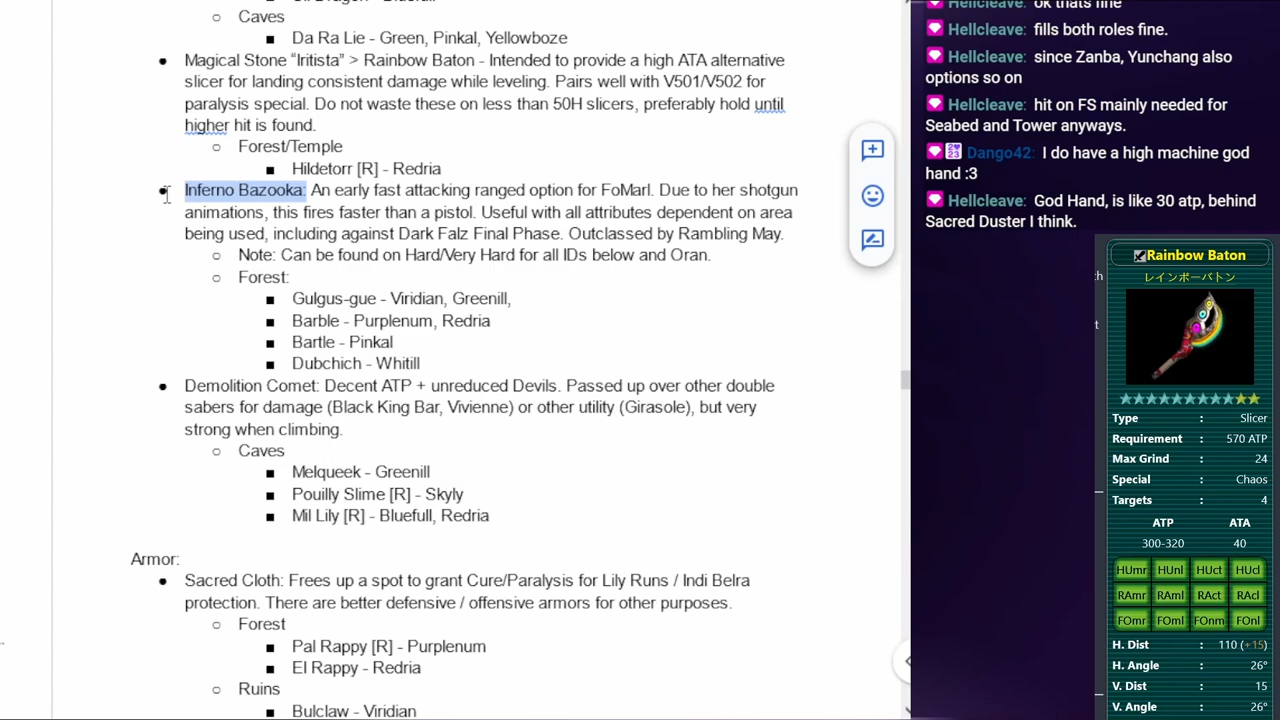 Caves
Da Ra Lie - Green, Pinkal, Yellowboze
Magical Stone “Iritista” > Rainbow Baton - Intended to provide a high ATA alternative
slicer for landing consistent damage while leveling. Pairs well with V501/V502 for
paralysis special. Do not waste these on less than 50H slicers, preferably hold until
higher hit is found.
Forest/Temple
Hildetorr [R] - Redria
Inferno Bazooka: An early fast attacking ranged option for FoMarl. Due to her shotgun
animations, this fires faster than a pistol. Useful with all attributes dependent on area
being used, including against Dark Falz Final Phase. Outclassed by Rambling May.
Note: Can be found on Hard/Very Hard for all IDs below and Oran.
Forest:
Gulgus-gue - Viridian, Greenill,
Barble - Purplenum, Redria
Bartle - Pinkal
Dubchich - Whitill
Demolition Comet: Decent ATP + unreduced Devils. Passed up over other double
sabers for damage (Black King Bar, Vivienne) or other utility (Girasole), but very
strong when climbing.
Caves
Melqueek - Greenill
Pouilly Slime [R] - Skyly
Mil Lily [R] - Bluefull, Redria
Armor:
Sacred Cloth: Frees up a spot to grant Cure/Paralysis for Lily Runs / Indi Belra
protection. There are better defensive / offensive armors for other purposes.
Forest
Pal Rappy [R] - Purplenum
El Rappy - Redria
Ruins
Bulclaw - Viridian
Hellcleave: ok thats fine
Hellcleave: fills both roles fine.
Hellcleave: since Zanba, Yunchang also
options so on
Hellcleave: hit on FS mainly needed for
Seabed and Tower anyways.
Dango42: I do have a high machine god
hand :3
Hellcleave: God Hand, is like 30 atp, behind
Sacred Duster I think.
Rainbow Baton
レインボーバトン
Type : Slicer
Requirement : 570 ATP
Max Grind : 24
Special : Chaos
Targets : 4
ATP ATA
300-320 40
HUmr HUnl HUct HUcl
RAmr RAml RAct RAcl
FOmr FOml FOnm FOnl
H. Dist : 110 (+15)
H. Angle : 26°
V. Dist : 15
V. Angle : 26°